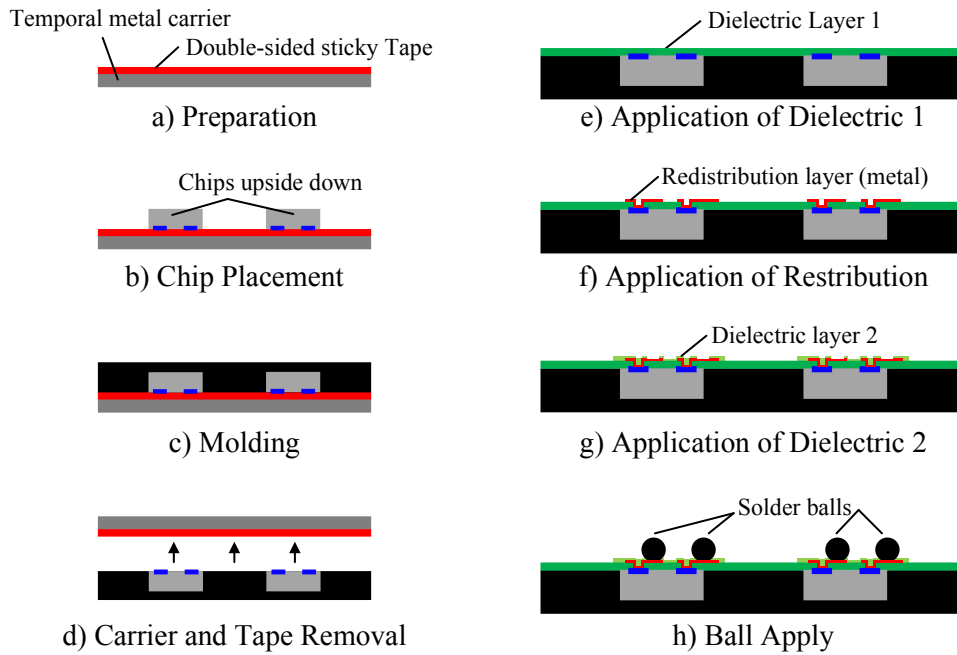 Temporal metal carrier
Double-sided sticky Tape
a) Preparation
Chips upside down
b) Chip Placement
c) Molding
d) Carrier and Tape Removal
Dielectric Layer 1
e) Application of Dielectric 1
Redistribution layer (metal)
f) Application of Restribution
Dielectric layer 2
g) Application of Dielectric 2
Solder balls
h) Ball Apply